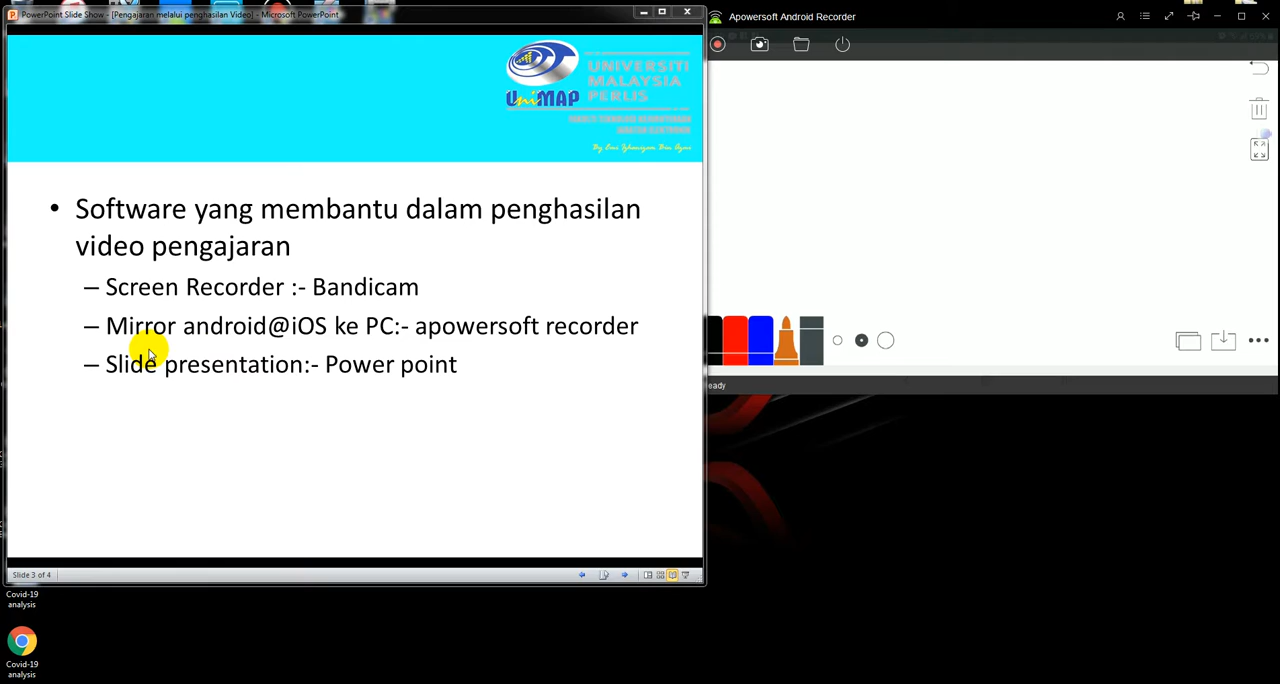 PowerPoint Slide Show - [Pengajaran melalui penghasilan Video] - Microsoft PowerPoint
Apowersoft Android Recorder
UNIVERSITI
MALAYSIA
PERLIS
UniMAP
• Software yang membantu dalam penghasilan
video pengajaran
– Screen Recorder :- Bandicam
– Mirror android@iOS ke PC:- apowersoft recorder
– Slide presentation:- Power point
eady
Slide 3 of 4
Covid-19
analysis
Covid-19
analysis